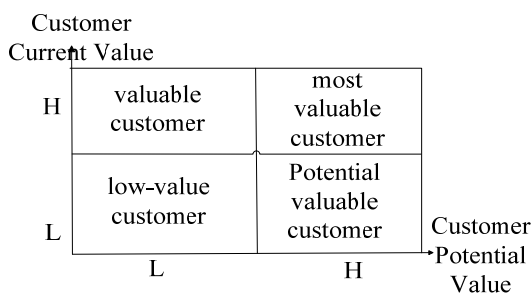 Customer
Current Value
H
valuable
customer
most
valuable
customer
low-value
customer
Potential
valuable
customer
L
L
H
Customer
Potential
Value